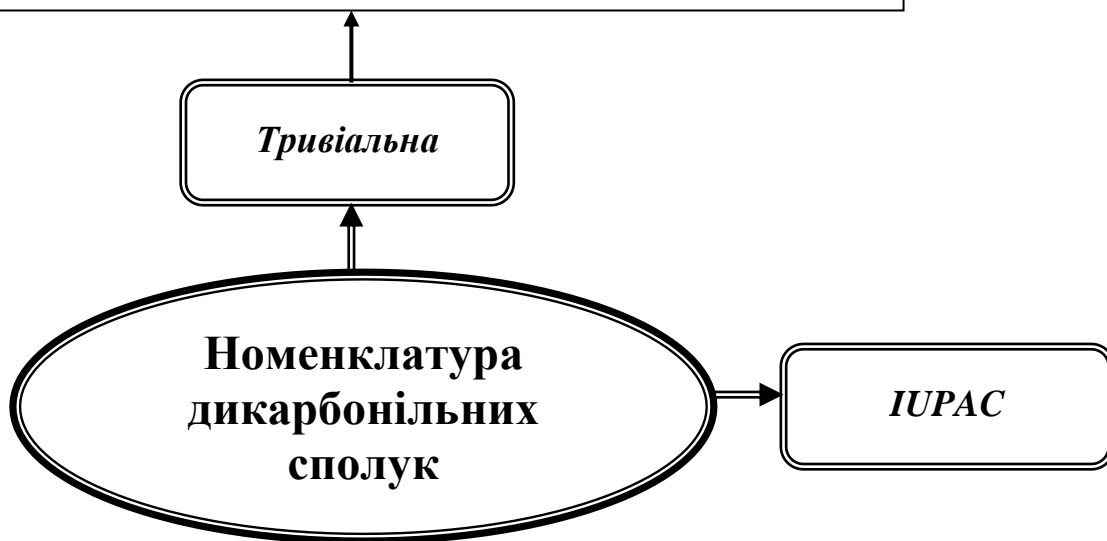 Тривіальна
Номенклатура
дикарбонільних
сполук
IUPAC